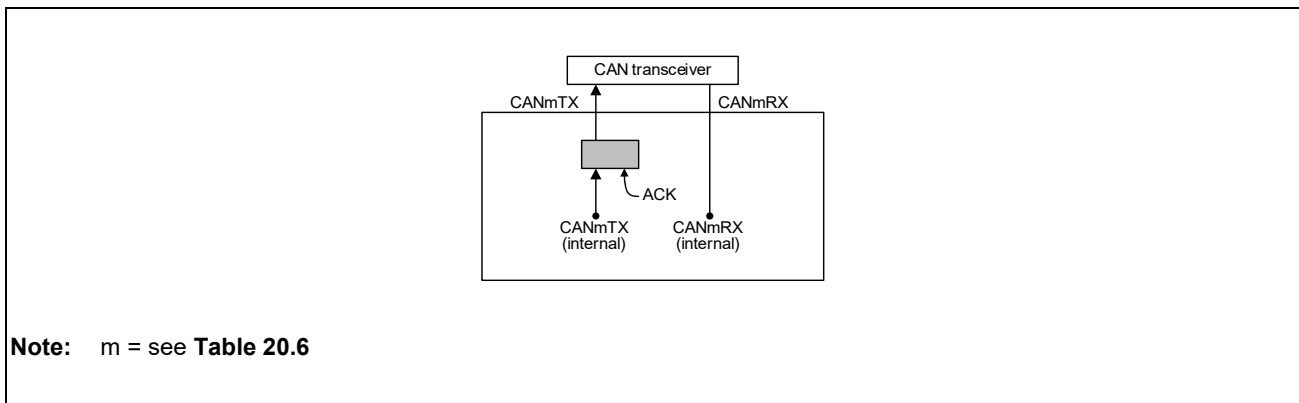 CAN transceiver
CANmTX CANmRX
ACK
CANmTX
(internal)
CANmRX
(internal)
Note: m = see Table 20.6